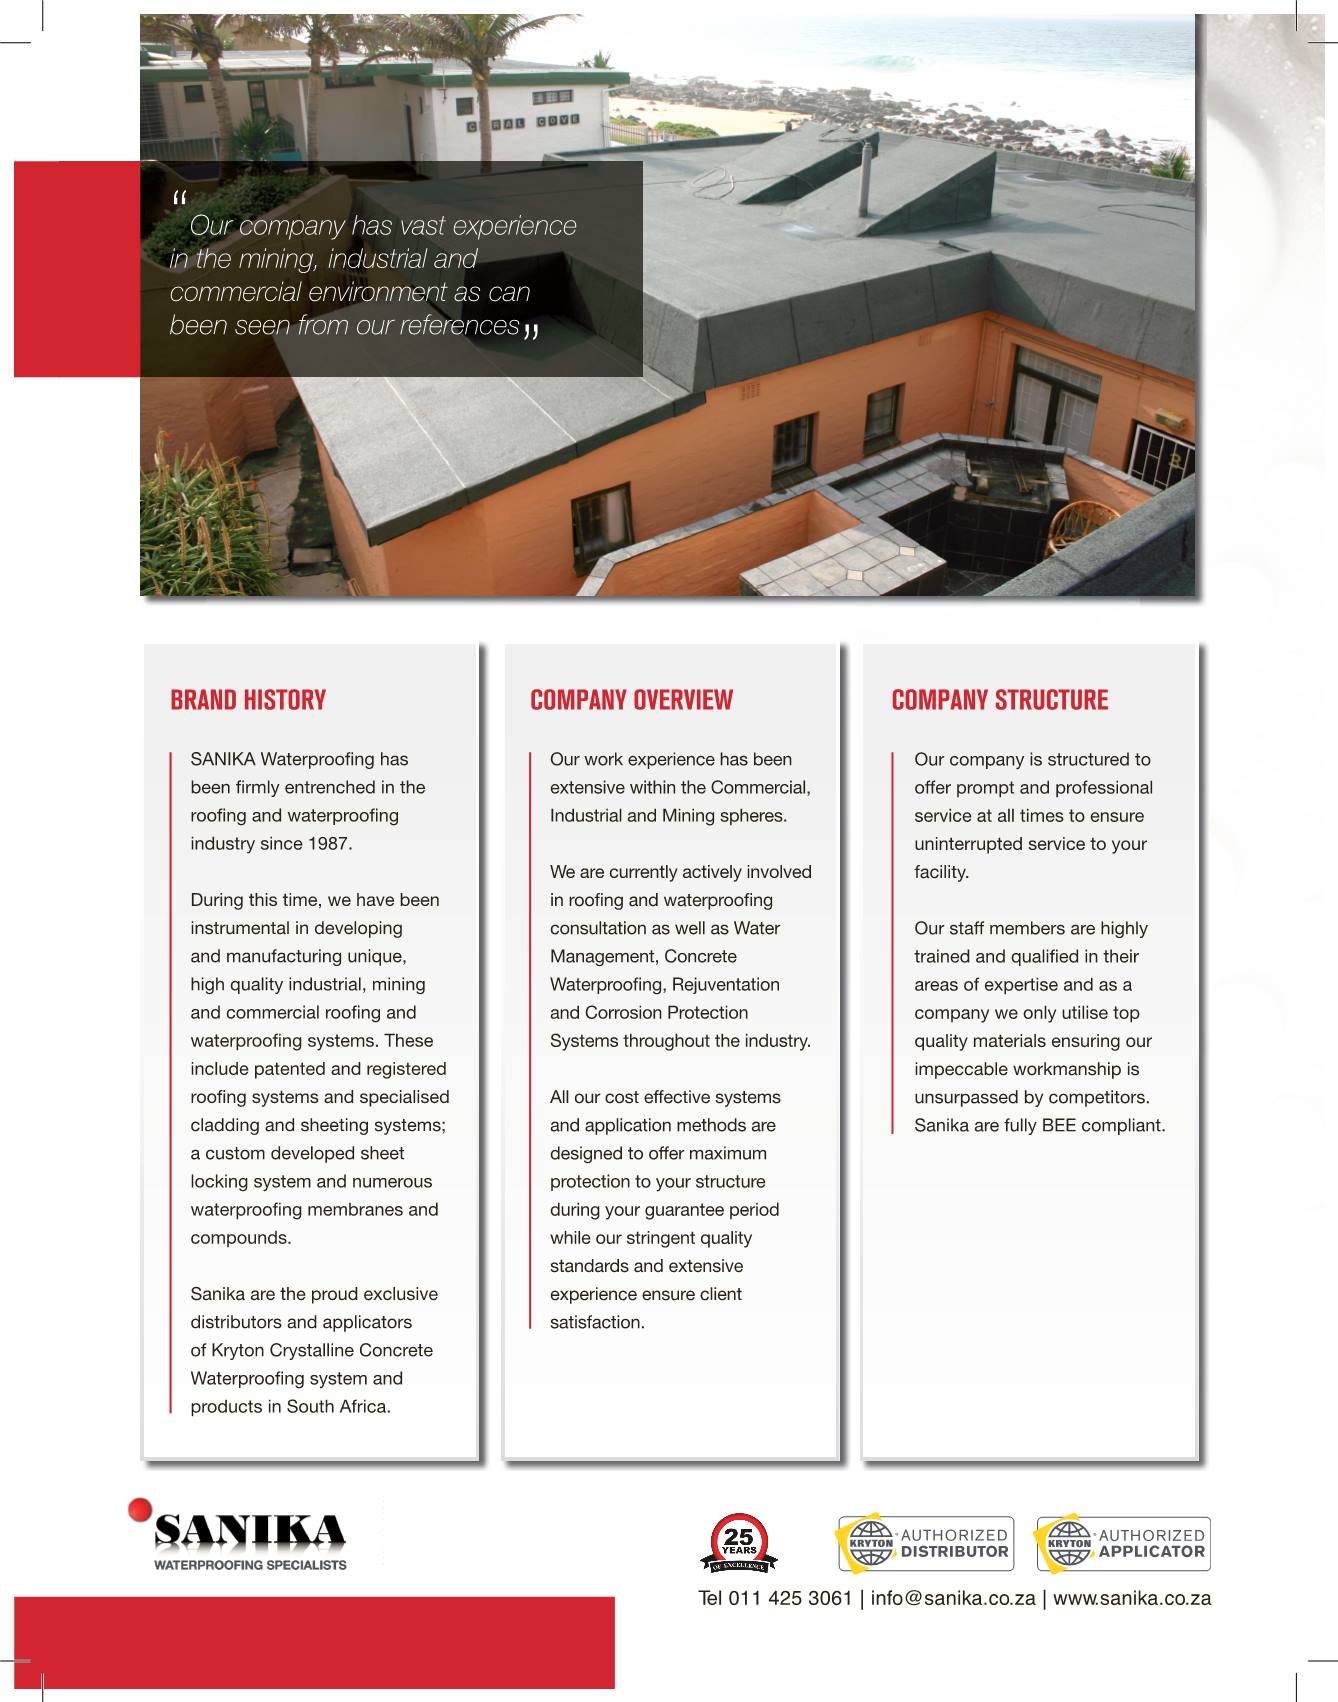 CORAL COVE
“
Our company has vast experience
in the mining, industrial and
commercial environment as can
been seen from our references”
BRAND HISTORY
SANIKA Waterproofing has
been firmly entrenched in the
roofing and waterproofing
industry since 1987.
During this time, we have been
instrumental in developing
and manufacturing unique,
high quality industrial, mining
and commercial roofing and
waterproofing systems. These
include patented and registered
roofing systems and specialised
cladding and sheeting systems;
a custom developed sheet
locking system and numerous
waterproofing membranes and
compounds.
Sanika are the proud exclusive
distributors and applicators
of Kryton Crystalline Concrete
Waterproofing system and
products in South Africa.
COMPANY OVERVIEW
Our work experience has been
extensive within the Commercial,
Industrial and Mining spheres.
We are currently actively involved
in roofing and waterproofing
consultation as well as Water
Management, Concrete
Waterproofing, Rejuventation
and Corrosion Protection
Systems throughout the industry.
All our cost effective systems
and application methods are
designed to offer maximum
protection to your structure
during your guarantee period
while our stringent quality
standards and extensive
experience ensure client
satisfaction.
COMPANY STRUCTURE
Our company is structured to
offer prompt and professional
service at all times to ensure
uninterrupted service to your
facility.
Our staff members are highly
trained and qualified in their
areas of expertise and as a
company we only utilise top
quality materials ensuring our
impeccable workmanship is
unsurpassed by competitors.
Sanika are fully BEE compliant.
SANIKA
WATERPROOFING SPECIALISTS
25
YEARS
OF EXCELLENCE
KRYTON
AUTHORIZED
DISTRIBUTOR
KRYTON
AUTHORIZED
APPLICATOR
Tel 011 425 3061 | info@sanika.co.za | www.sanika.co.za